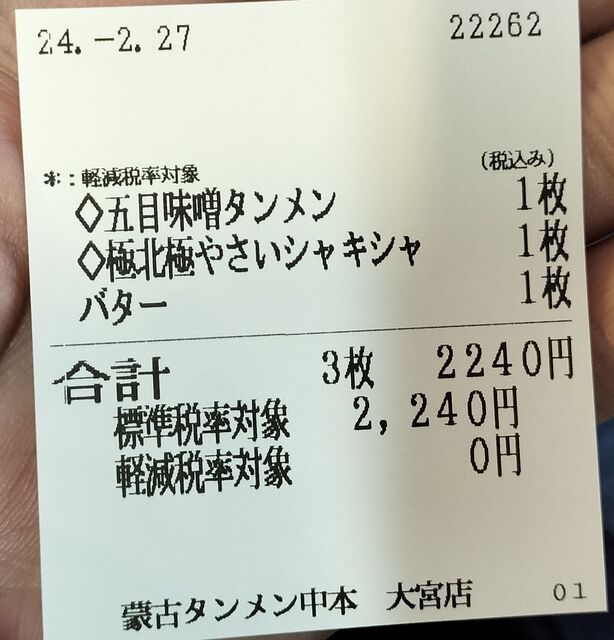 24.-2.27 22262
*:軽減税率対象 (税込み)
◇五目味噌タンメン 1枚
◇極北極やさいシャキシャ 1枚
バター 1枚
合計 3枚 2240円
標準税率対象 2,240円
軽減税率対象 0円
蒙古タンメン中本 大宮店 01